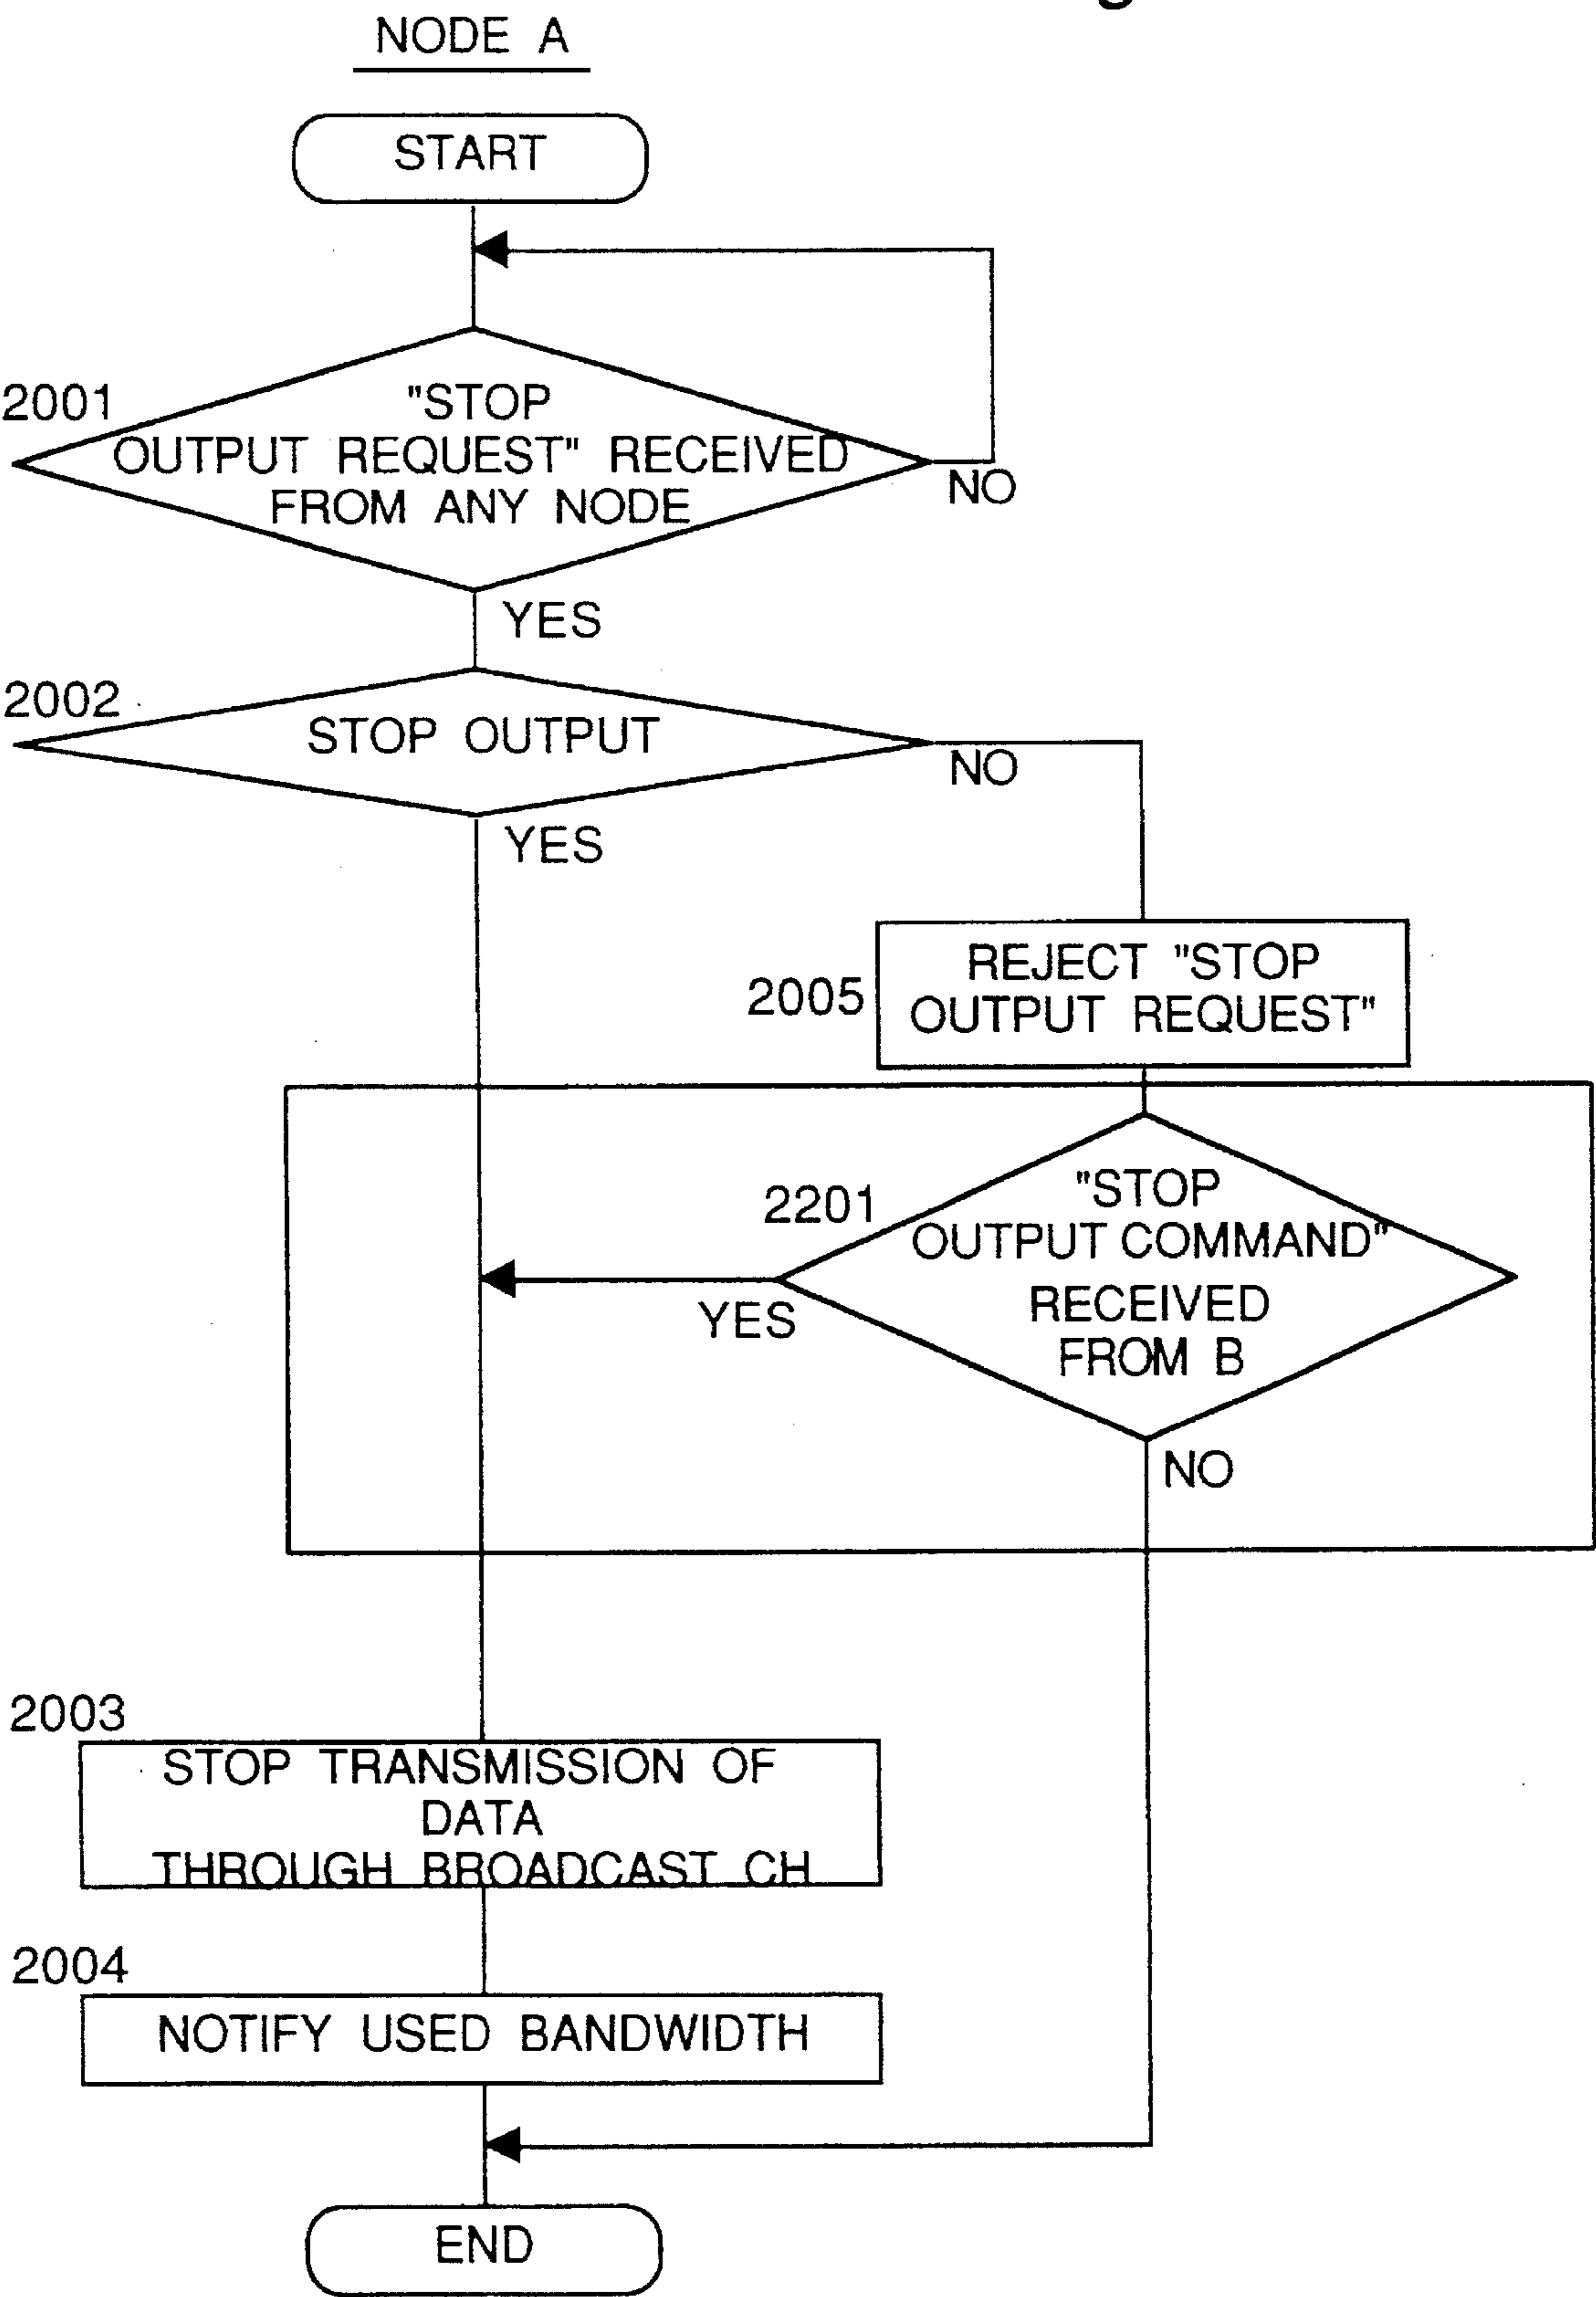 NODE A
START
2001
"STOP
OUTPUT REQUEST" RECEIVED
FROM ANY NODE
NO
YES
2002
STOP OUTPUT
NO
YES
2005
REJECT "STOP
OUTPUT REQUEST"
2201
"STOP
OUTPUT COMMAND"
RECEIVED
FROM B
YES
NO
2003
STOP TRANSMISSION OF
DATA
THROUGH BROADCAST CH
2004
NOTIFY USED BANDWIDTH
END